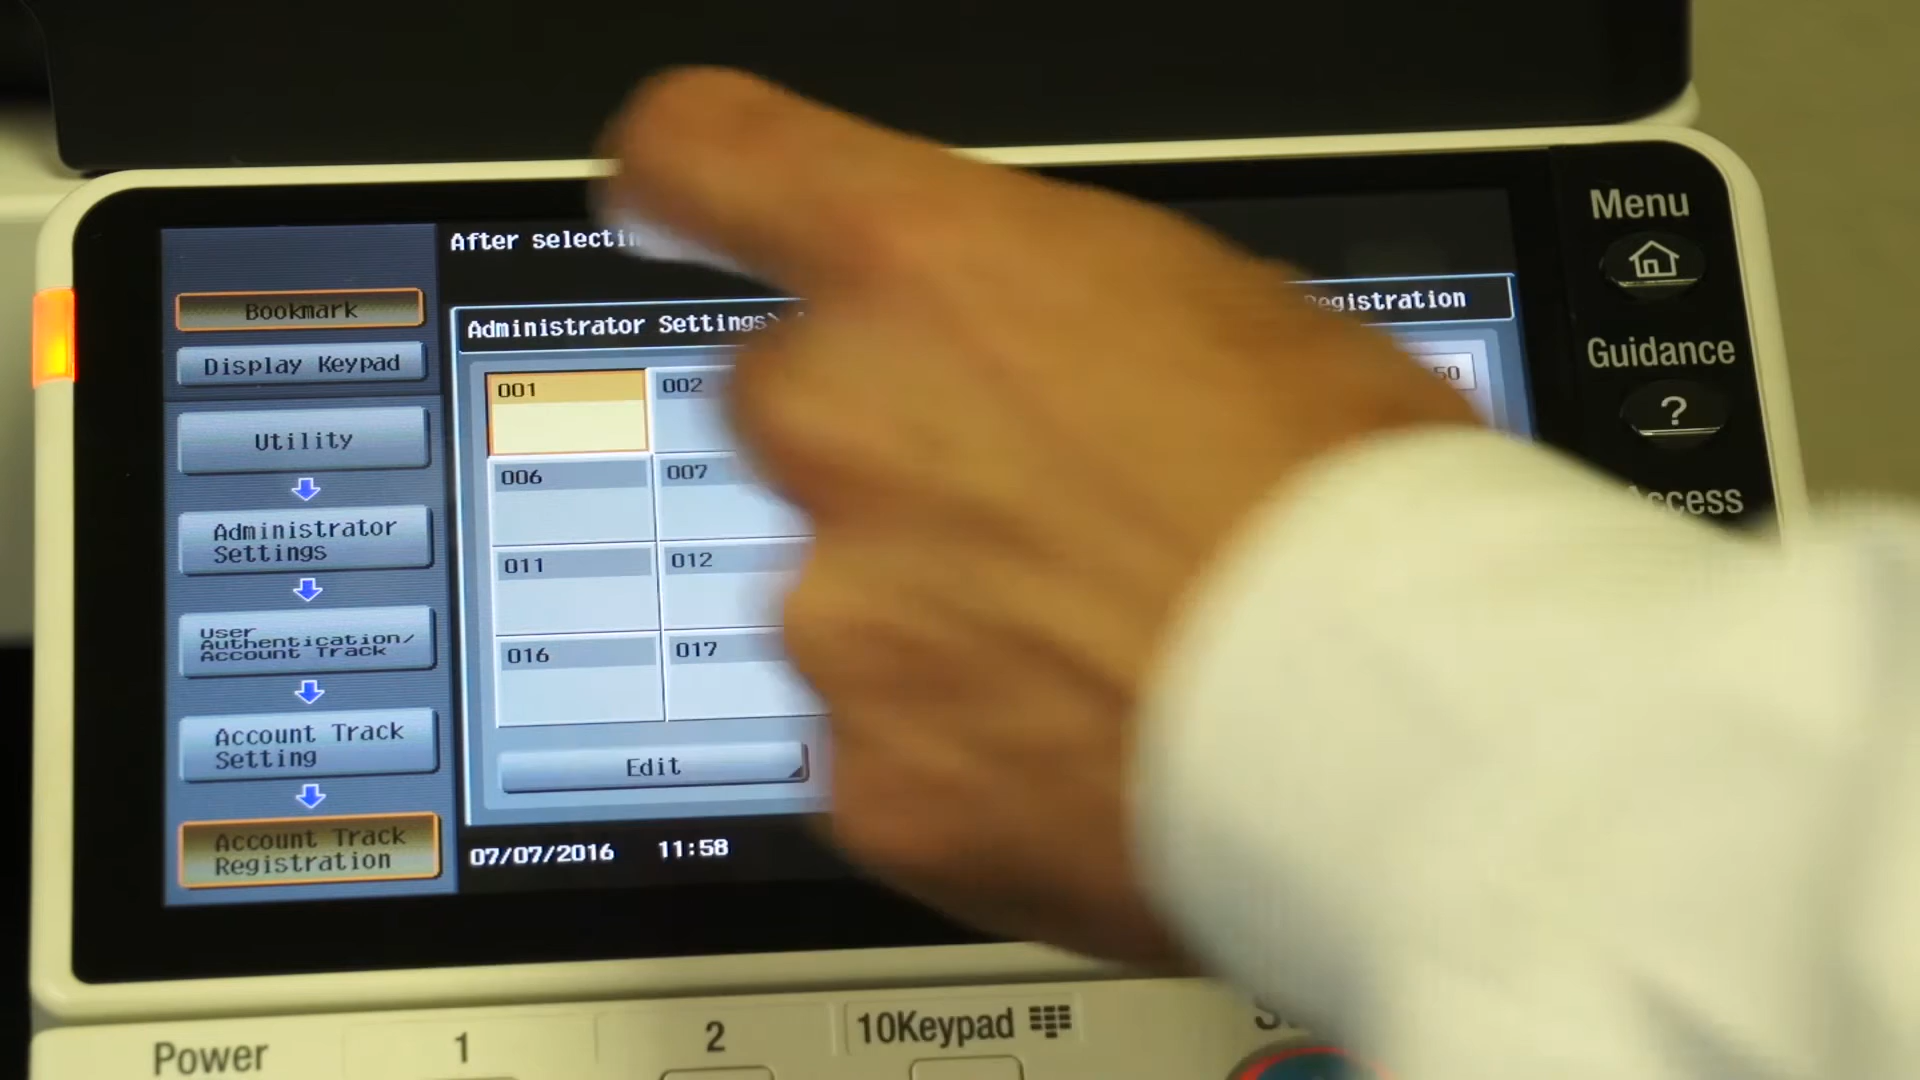 After
Menu
Bookmark
Administrator Settings
Registration
Display Keypad
Guidance
001
002
50
Utility
006
007
Access
Administrator
Settings
011
012
User
Authentication/
Account Track
016
017
Account Track
Setting
Edit
Account Track
Registration
07/07/2016 11:58
Power
1
2
10Keypad